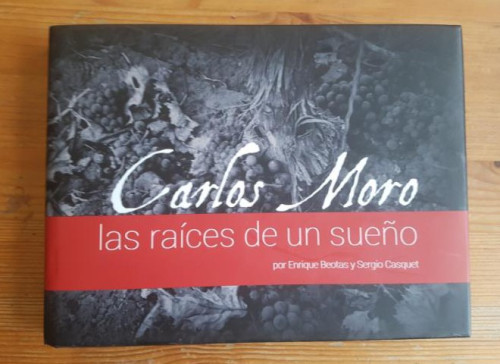 Carlos Moro
las raíces de un sueño
por Enrique Beotas y Sergio Casquet